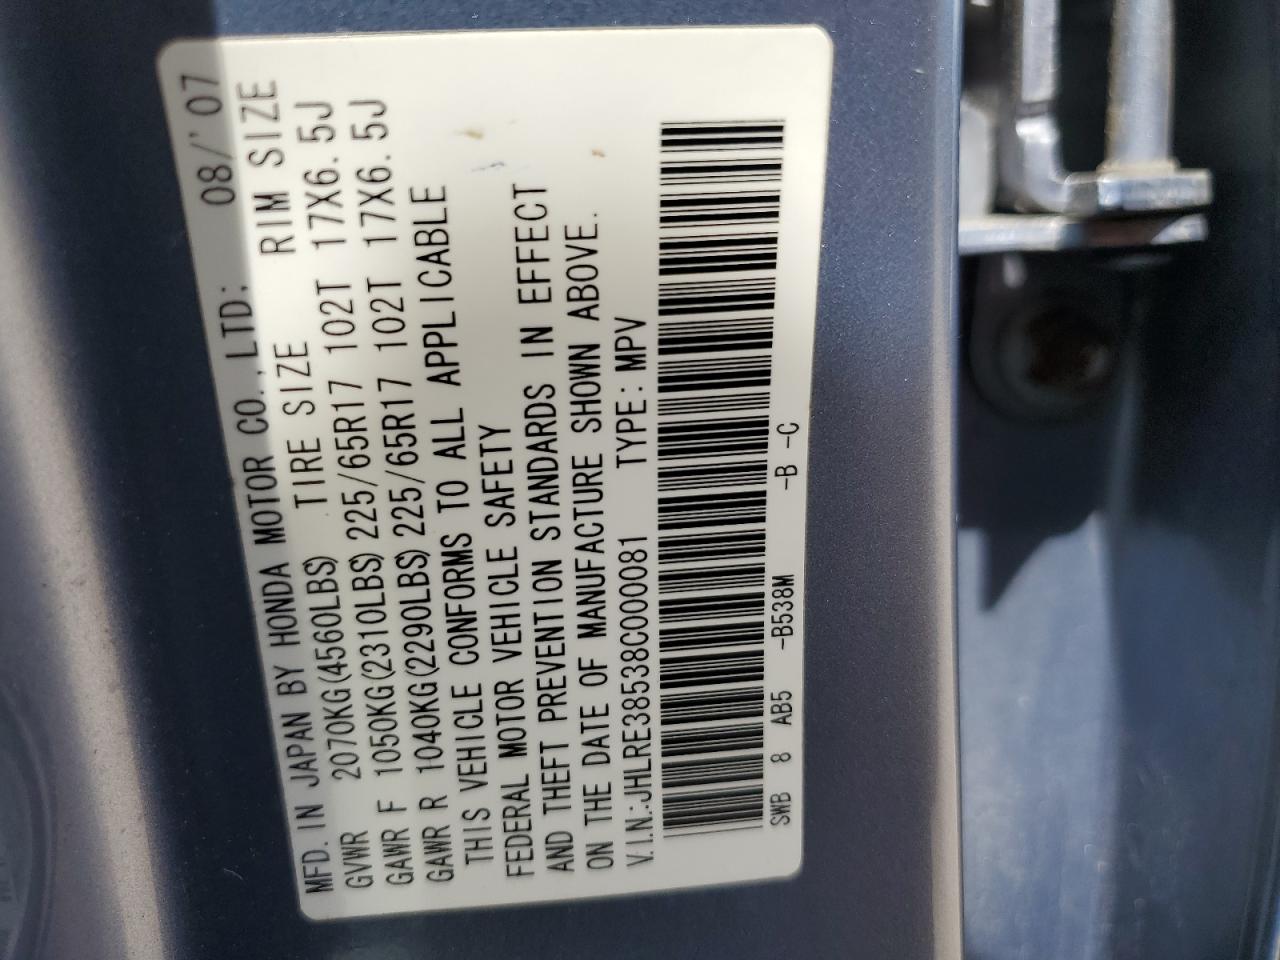 MFD. IN JAPAN BY HONDA MOTOR CO., LTD: 08/'07
GVWR 2070KG(4560LBS) TIRE SIZE RIM SIZE
GAWR F 1050KG(2310LBS) 225/65R17 102T 17X6.5J
GAWR R 1040KG(2290LBS) 225/65R17 102T 17X6.5J
THIS VEHICLE CONFORMS TO ALL APPLICABLE
FEDERAL MOTOR VEHICLE SAFETY
AND THEFT PREVENTION STANDARDS IN EFFECT
ON THE DATE OF MANUFACTURE SHOWN ABOVE.
V.I.N.:JHLRE38538C000081 TYPE: MPV
SWB 8 AB5 -B538M -B -C